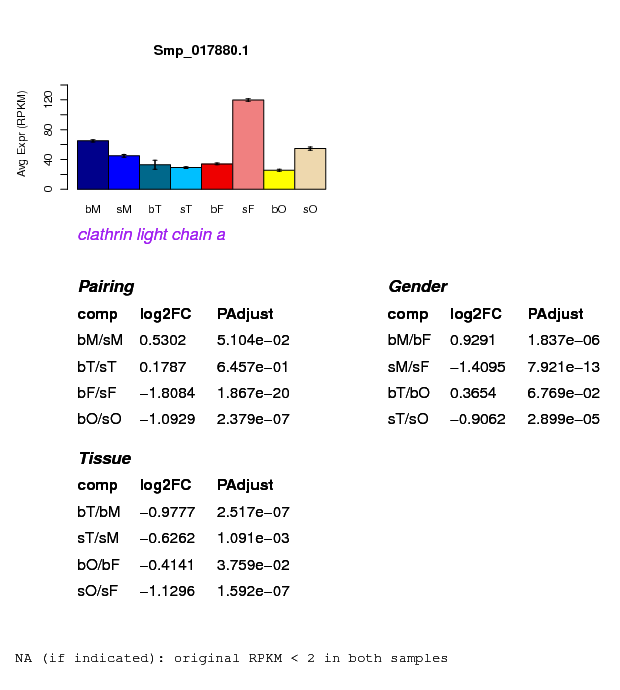 Smp_017880.1
Avg Expr (RPKM)
0 40 80 120
bM sM bT sT bF sF bO sO
clathrin light chain a
Pairing
comp log2FC PAdjust
bM/sM 0.5302 5.104e−02
bT/sT 0.1787 6.457e−01
bF/sF −1.8084 1.867e−20
bO/sO −1.0929 2.379e−07
Gender
comp log2FC PAdjust
bM/bF 0.9291 1.837e−06
sM/sF −1.4095 7.921e−13
bT/bO 0.3654 6.769e−02
sT/sO −0.9062 2.899e−05
Tissue
comp log2FC PAdjust
bT/bM −0.9777 2.517e−07
sT/sM −0.6262 1.091e−03
bO/bF −0.4141 3.759e−02
sO/sF −1.1296 1.592e−07
NA (if indicated): original RPKM < 2 in both samples